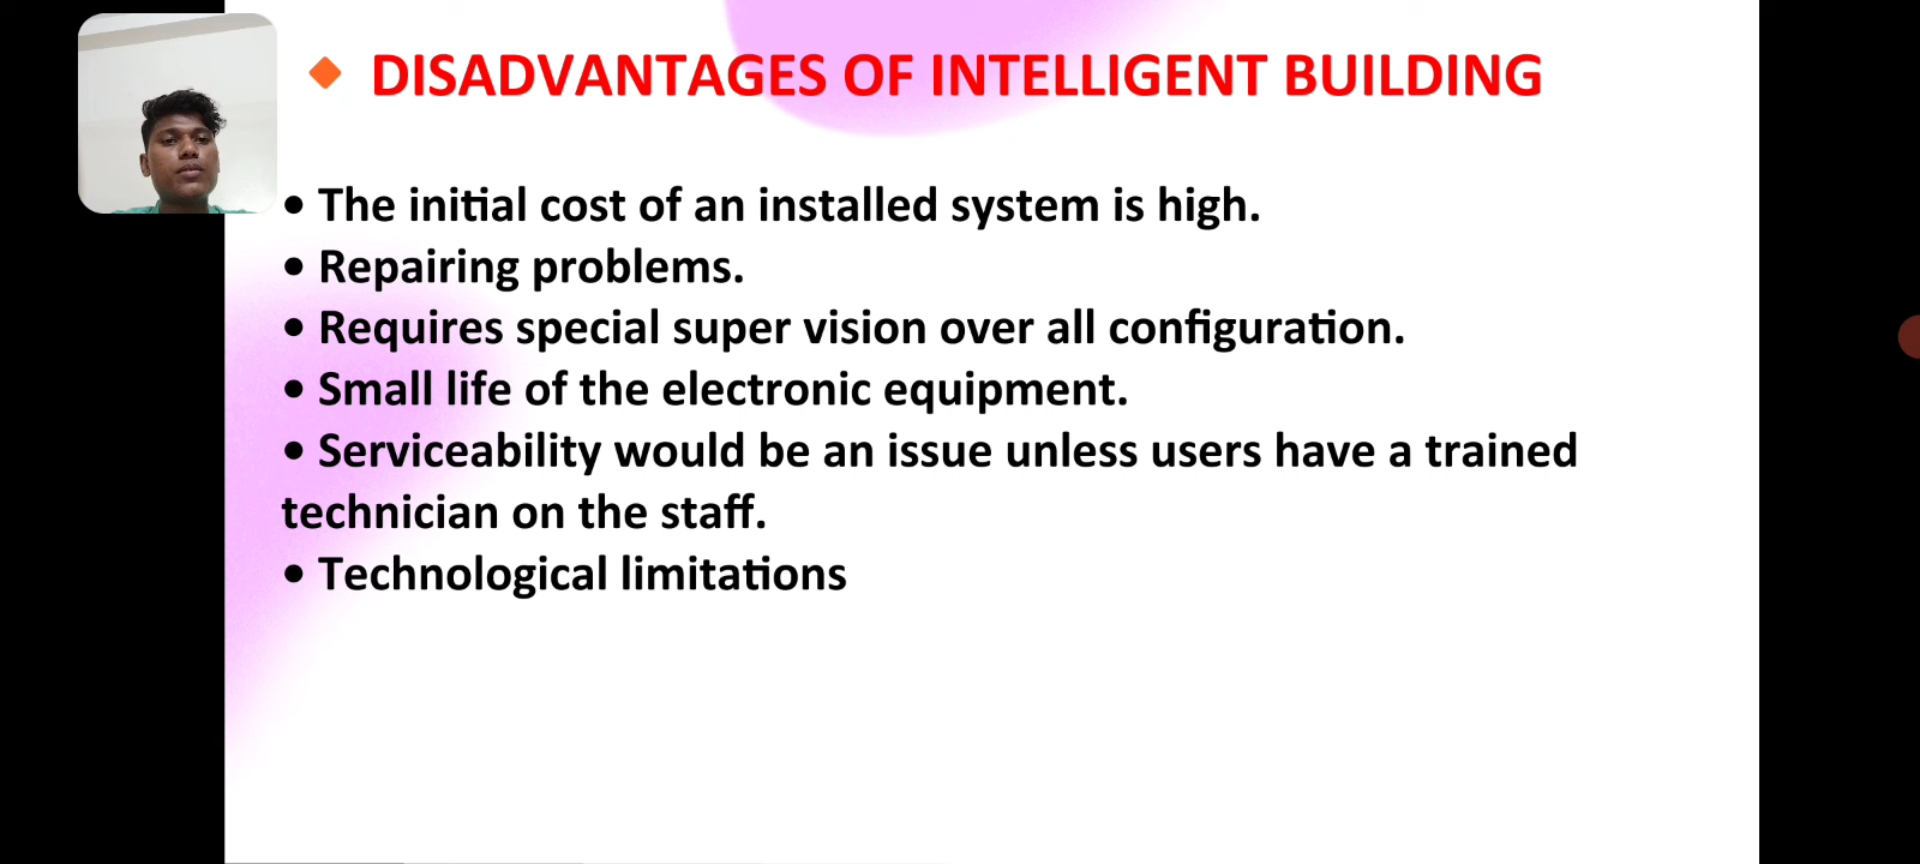 DISADVANTAGES OF INTELLIGENT BUILDING
• The initial cost of an installed system is high.
• Repairing problems.
• Requires special super vision over all configuration.
• Small life of the electronic equipment.
• Serviceability would be an issue unless users have a trained
technician on the staff.
• Technological limitations